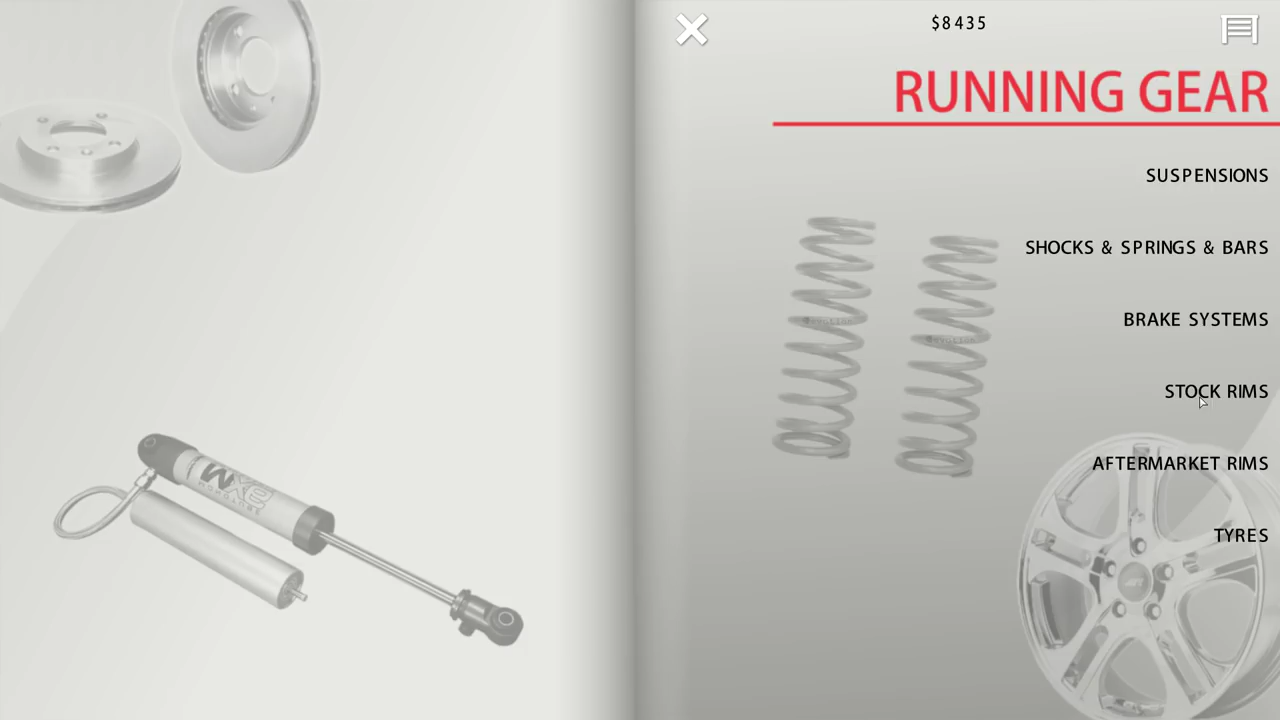 $8435
RUNNING GEAR
SUSPENSIONS
SHOCKS & SPRINGS & BARS
BRAKE SYSTEMS
STOCK RIMS
AFTERMARKET RIMS
TYRES